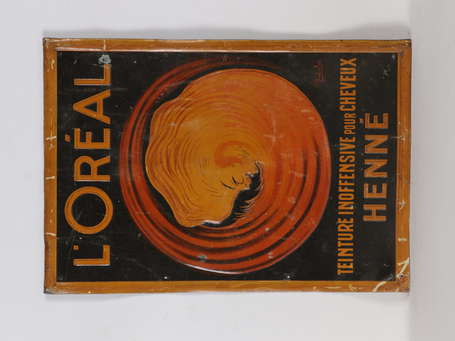 L'ORÉAL
TEINTURE INOFFENSIVE POUR CHEVEUX
HENNÉ